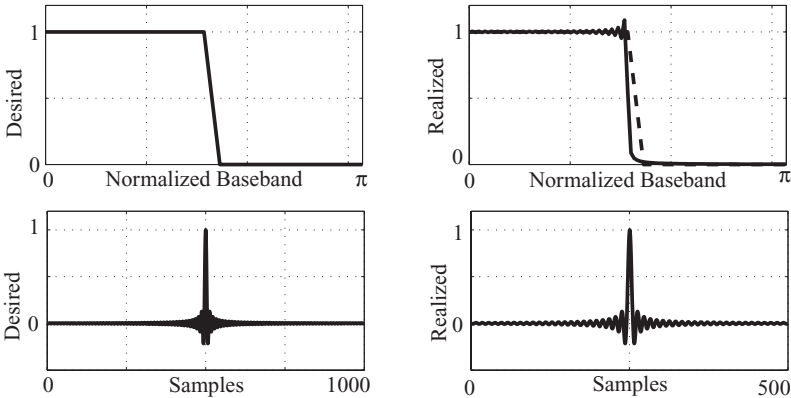 1
Desired
0
0
Normalized Baseband
π
1
Realized
0
0
Normalized Baseband
π
1
Desired
0
0
Samples
1000
1
Realized
0
0
Samples
500